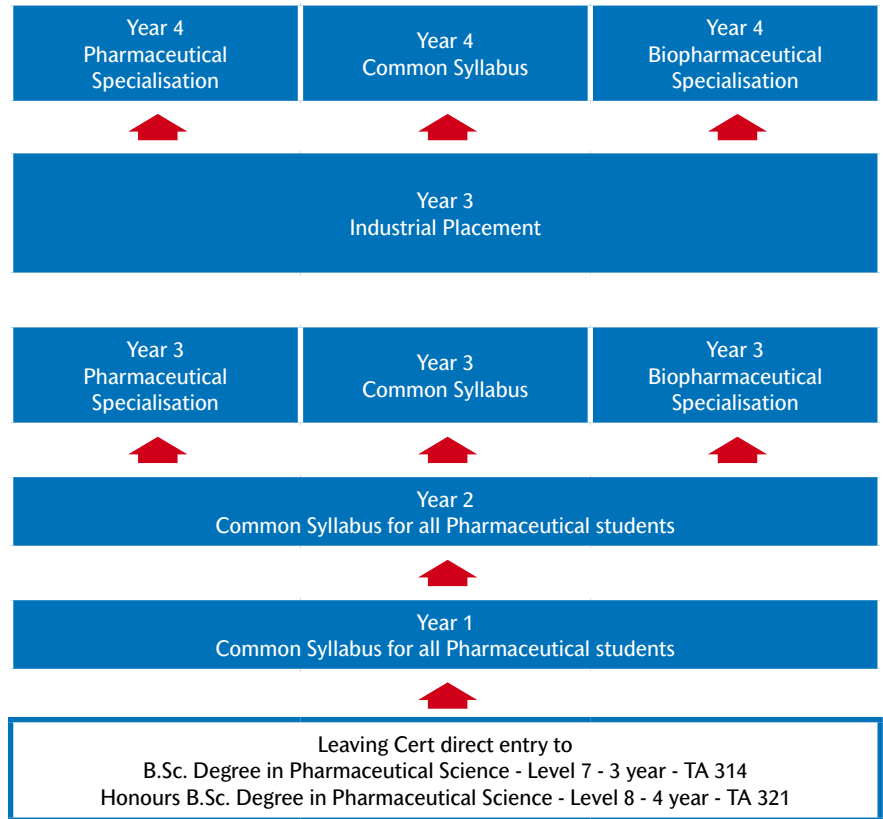 Year 4
Pharmaceutical
Specialisation
Year 4
Common Syllabus
Year 4
Biopharmaceutical
Specialisation
Year 3
Industrial Placement
Year 3
Pharmaceutical
Specialisation
Year 3
Common Syllabus
Year 3
Biopharmaceutical
Specialisation
Year 2
Common Syllabus for all Pharmaceutical students
Year 1
Common Syllabus for all Pharmaceutical students
Leaving Cert direct entry to
B.Sc. Degree in Pharmaceutical Science - Level 7 - 3 year - TA 314
Honours B.Sc. Degree in Pharmaceutical Science - Level 8 - 4 year - TA 321